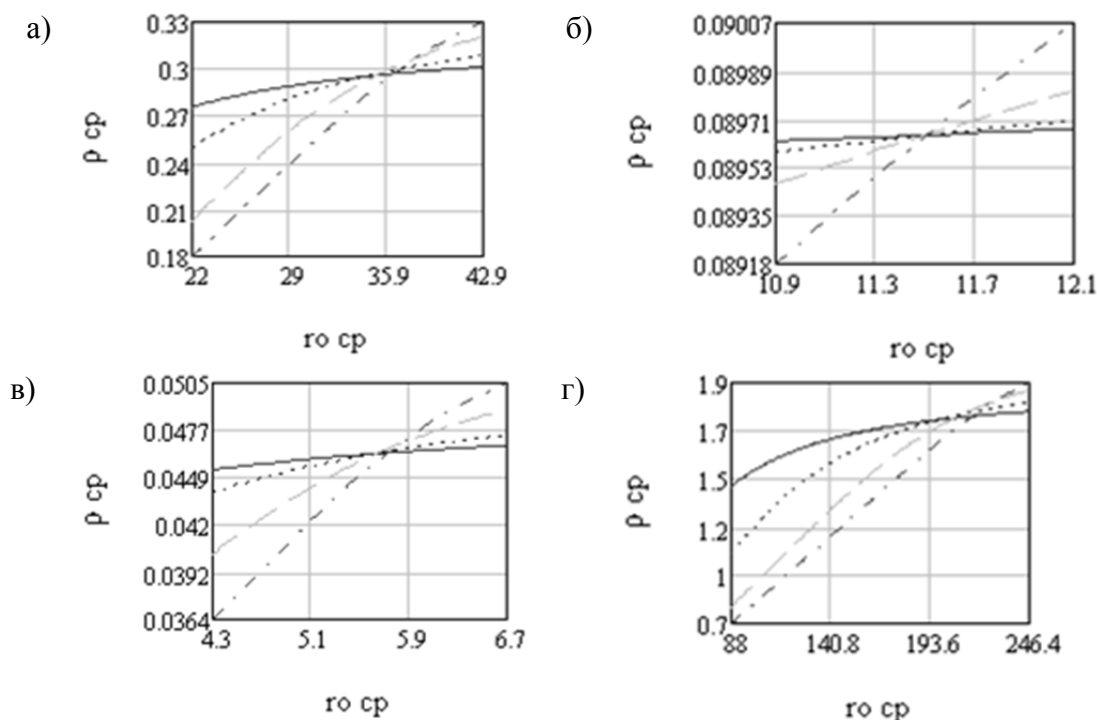 а)
0.33
0.3
0.27
0.24
0.21
0.18
ρ ср
22 29 35.9 42.9
ro ср
б)
0.09007
0.08989
0.08971
0.08953
0.08935
0.08918
ρ ср
10.9 11.3 11.7 12.1
ro ср
в)
0.0505
0.0477
0.0449
0.042
0.0392
0.0364
ρ ср
4.3 5.1 5.9 6.7
ro ср
г)
1.9
1.7
1.5
1.2
1
0.7
ρ ср
88 140.8 193.6 246.4
ro ср